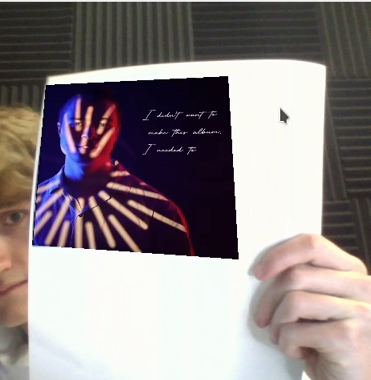 I didn't want to
make this album.
I needed to